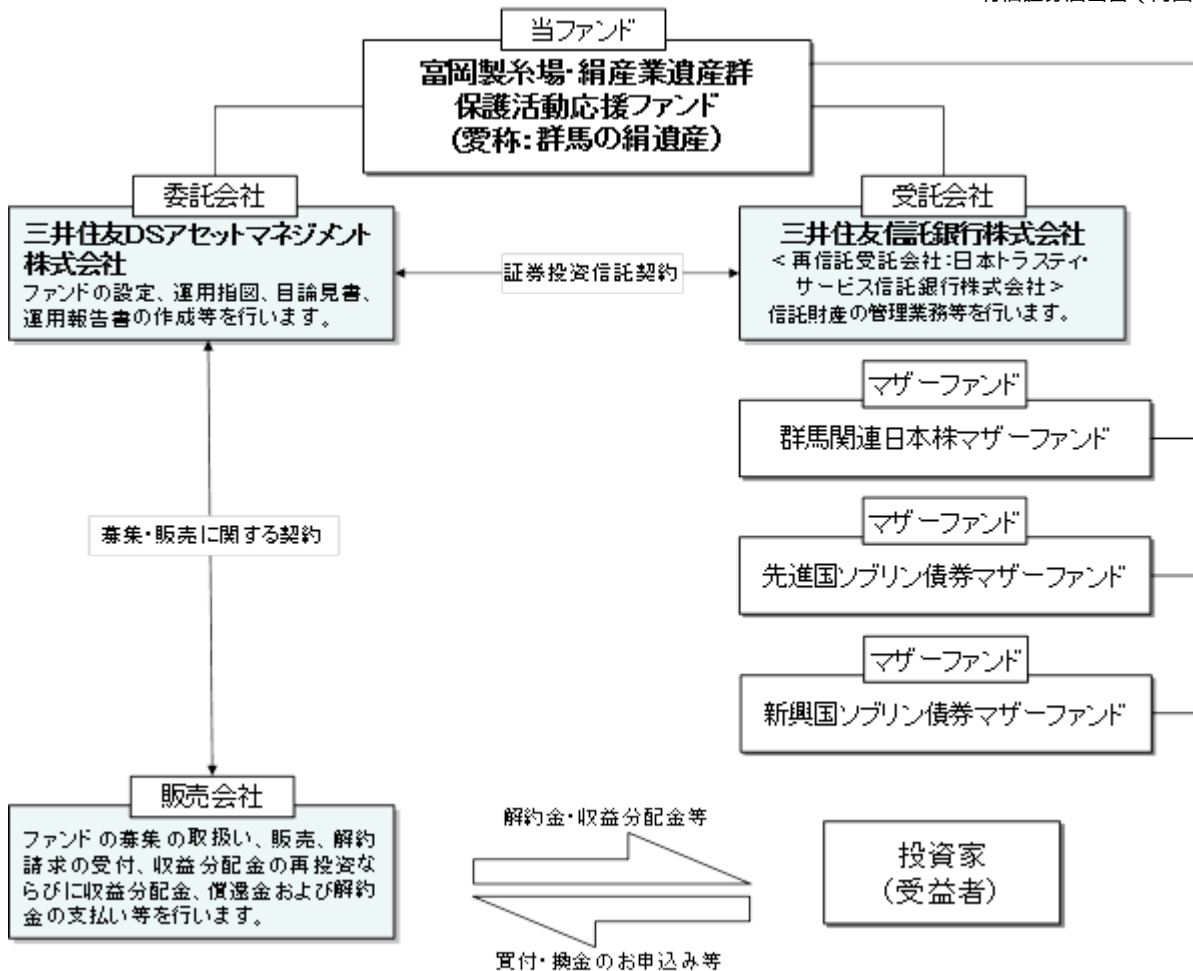 当ファンド
富岡製糸場・絹産業遺産群
保護活動応援ファンド
(愛称：群馬の絹遺産)
委託会社
三井住友DSアセットマネジメント
株式会社
ファンドの設定、運用指図、目論見書、
運用報告書の作成等を行います。
証券投資信託契約
受託会社
三井住友信託銀行株式会社
＜再信託受託会社：日本トラスティ・
サービス信託銀行株式会社＞
信託財産の管理業務等を行います。
マザーファンド
群馬関連日本株マザーファンド
マザーファンド
先進国ソブリン債券マザーファンド
マザーファンド
新興国ソブリン債券マザーファンド
募集・販売に関する契約
販売会社
ファンドの募集の取扱い、販売、解約
請求の受付、収益分配金の再投資な
らびに収益分配金、償還金および解約
金の支払い等を行います。
解約金・収益分配金等
買付・換金のお申込み等
投資家
(受益者)